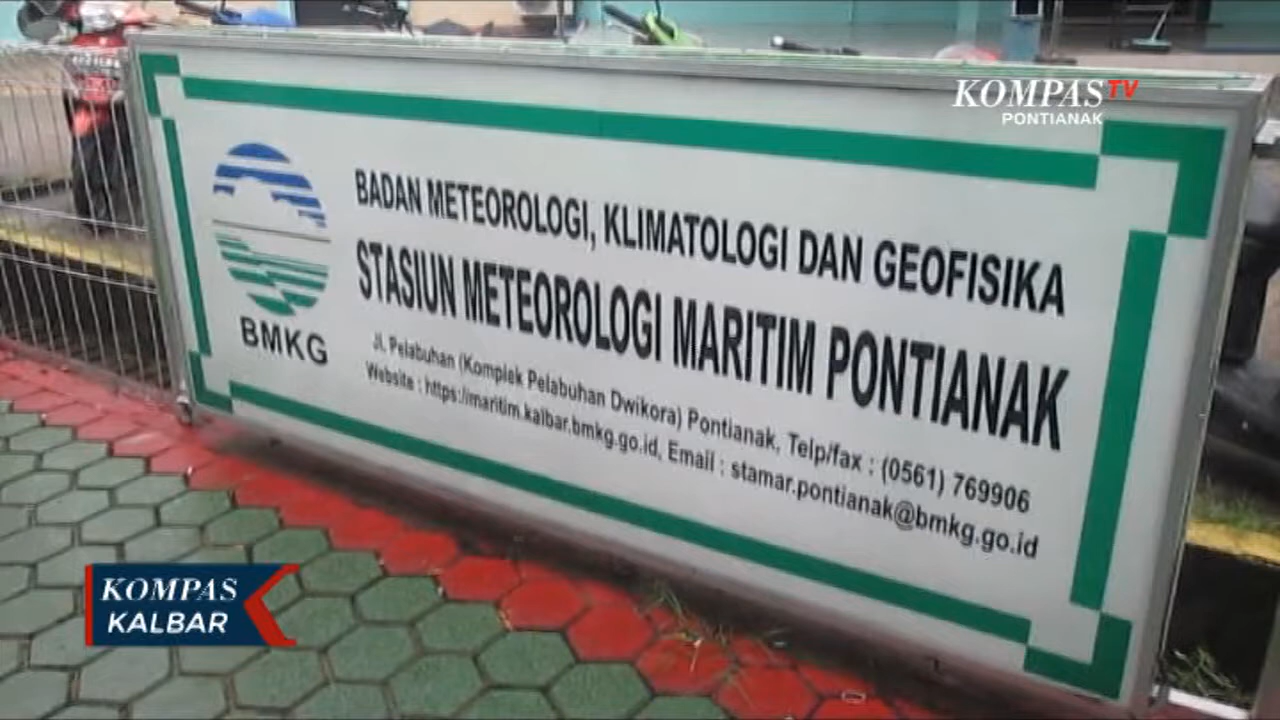 KOMPASTV
PONTIANAK
BADAN METEOROLOGI, KLIMATOLOGI DAN GEOFISIKA
STASIUN METEOROLOGI MARITIM PONTIANAK
BMKG
Jl. Pelabuhan (Komplek Pelabuhan Dwikora) Pontianak, Telp/fax : (0561) 769906
Website : https://maritim.kalbar.bmkg.go.id, Email : stamar.pontianak@bmkg.go.id
KOMPAS
KALBAR